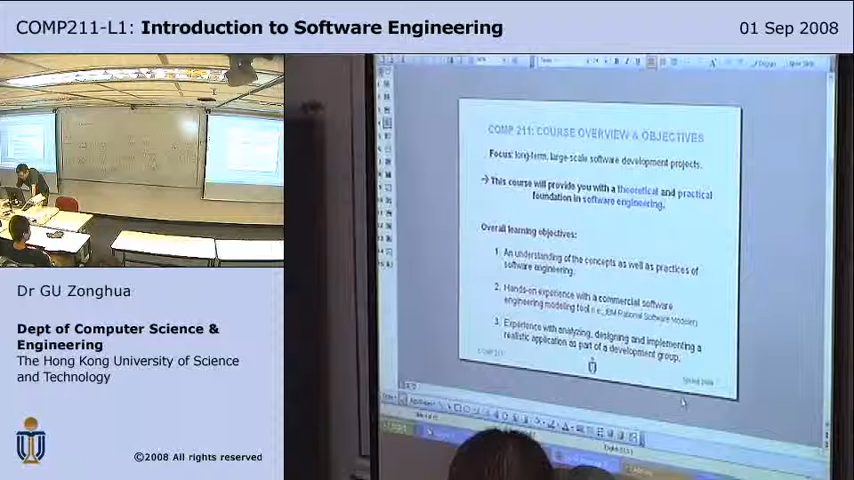 COMP211-L1: Introduction to Software Engineering
01 Sep 2008
COMP 211: COURSE OVERVIEW & OBJECTIVES
Focus: long-term, large-scale software development projects.
This course will provide you with a theoretical and practical
foundation in software engineering.
Overall learning objectives:
1. An understanding of the concepts as well as practices of
software engineering.
2. Hands-on experience with a commercial software
engineering modeling tool (i.e., IBM Rational Software Modeler)
3. Experience with analyzing, designing and implementing a
realistic application as part of a development group.
COMP 211
Spring 2008
Dr GU Zonghua
Dept of Computer Science &
Engineering
The Hong Kong University of Science
and Technology
©2008 All rights reserved